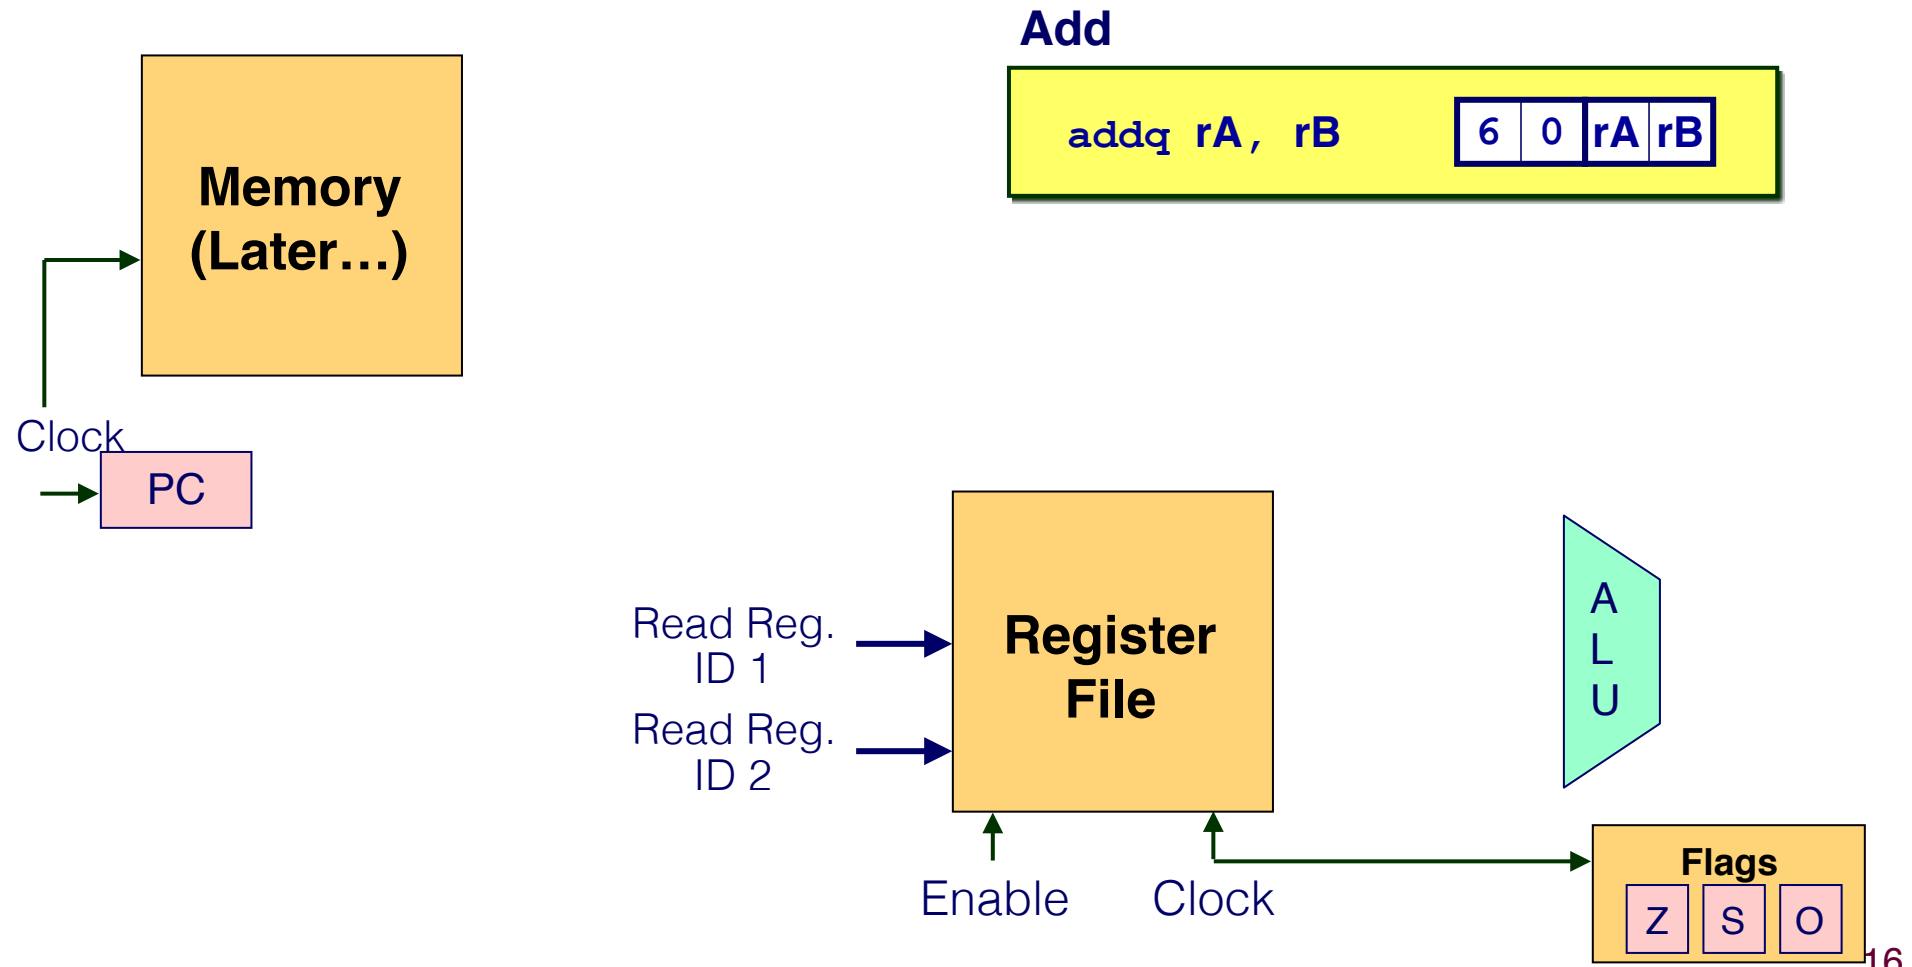 Add
addq rA, rB
6 0 rA rB
Memory
(Later…)
Clock
PC
Read Reg.
ID 1
Read Reg.
ID 2
Register
File
A
L
U
Enable
Clock
Flags
Z S O
16